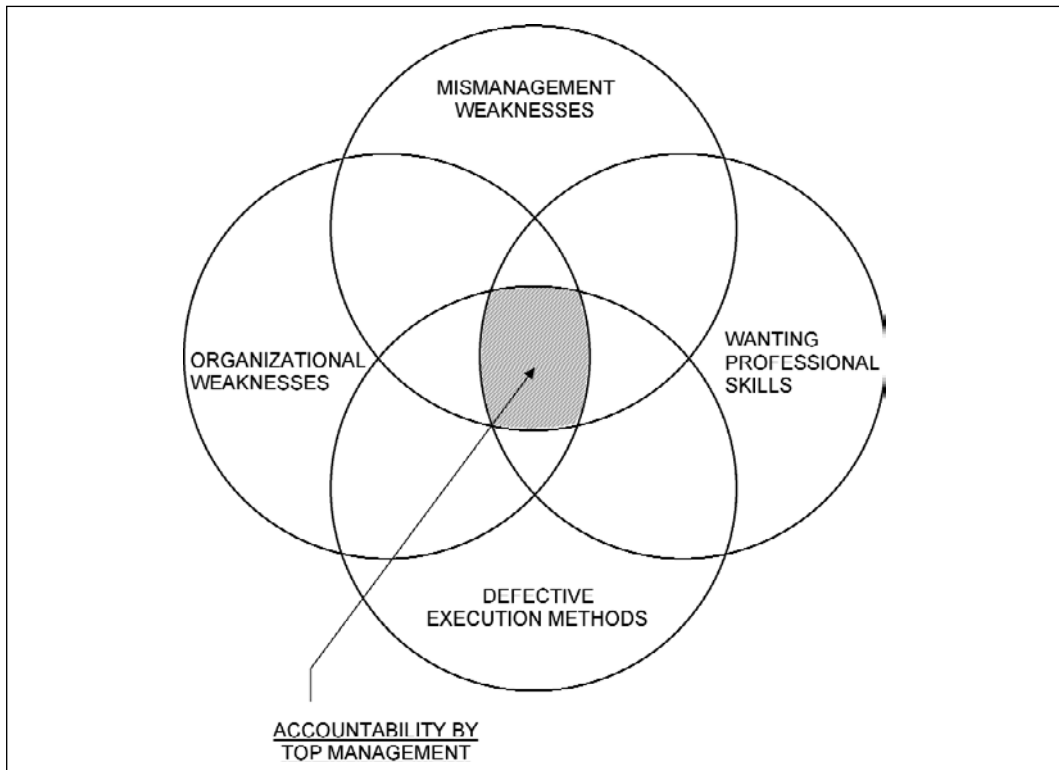 MISMANAGEMENT
WEAKNESSES
ORGANIZATIONAL
WEAKNESSES
WANTING
PROFESSIONAL
SKILLS
DEFECTIVE
EXECUTION METHODS
ACCOUNTABILITY BY
TOP MANAGEMENT